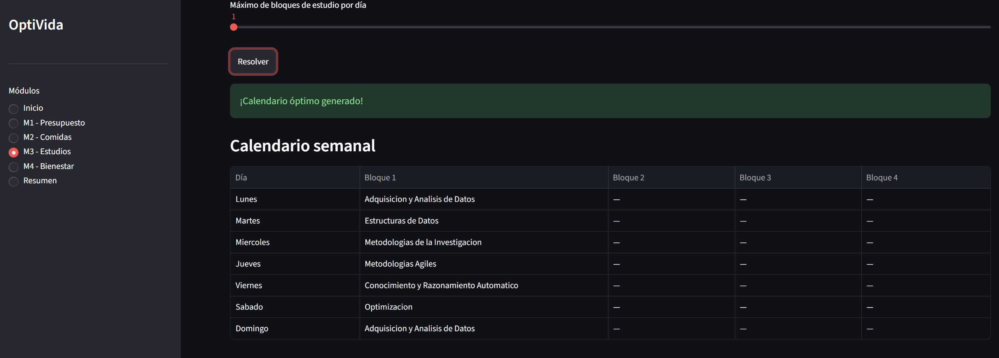 OptiVida
Módulos
Inicio
M1 - Presupuesto
M2 - Comidas
M3 - Estudios
M4 - Bienestar
Resumen
Máximo de bloques de estudio por día
1
Resolver
¡Calendario óptimo generado!
Calendario semanal
Día Bloque 1 Bloque 2 Bloque 3 Bloque 4
Lunes Adquisicion y Analisis de Datos — — —
Martes Estructuras de Datos — — —
Miercoles Metodologias de la Investigacion — — —
Jueves Metodologias Agiles — — —
Viernes Conocimiento y Razonamiento Automatico — — —
Sabado Optimizacion — — —
Domingo Adquisicion y Analisis de Datos — — —